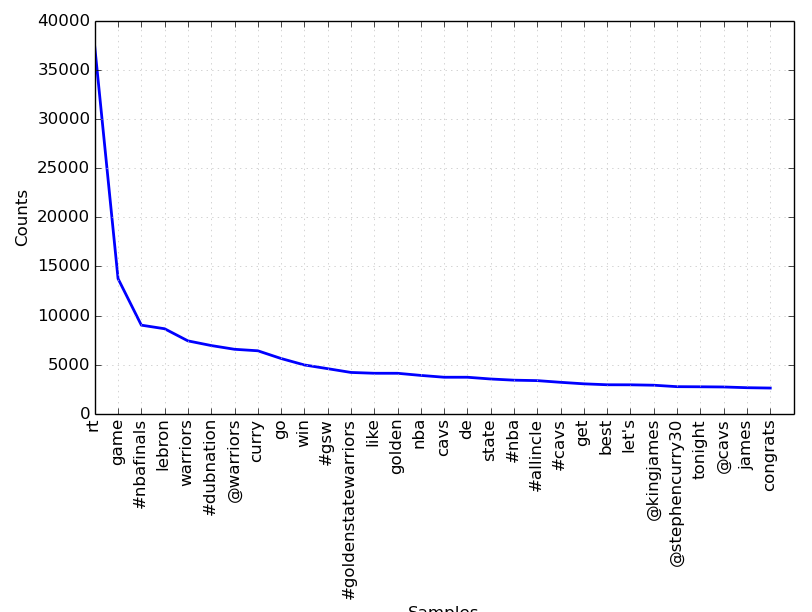 40000
35000
30000
25000
20000
15000
10000
5000
0
Counts
rt
game
#nbafinals
lebron
warriors
#dubnation
@warriors
curry
go
win
#gsw
#goldenstatewarriors
like
golden
nba
cavs
de
state
#nba
#allincle
#cavs
get
best
let's
@kingjames
@stephencurry30
tonight
@cavs
james
congrats
Samples